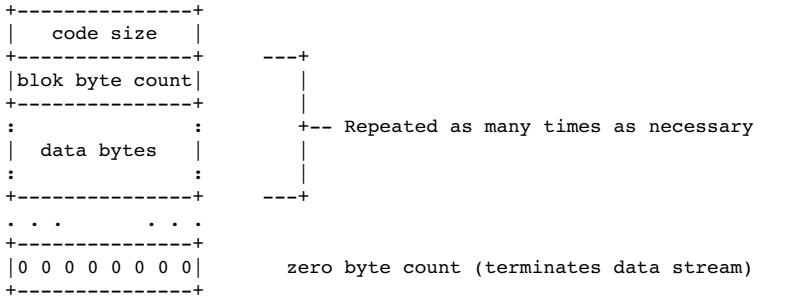 +---------------+
|   code size   |
+---------------+     ---+
|blok byte count|        |
+---------------+        |
:               :        +-- Repeated as many times as necessary
|  data bytes   |        |
:               :        |
+---------------+     ---+
. . .       . . .
+---------------+
|0 0 0 0 0 0 0 0|       zero byte count (terminates data stream)
+---------------+